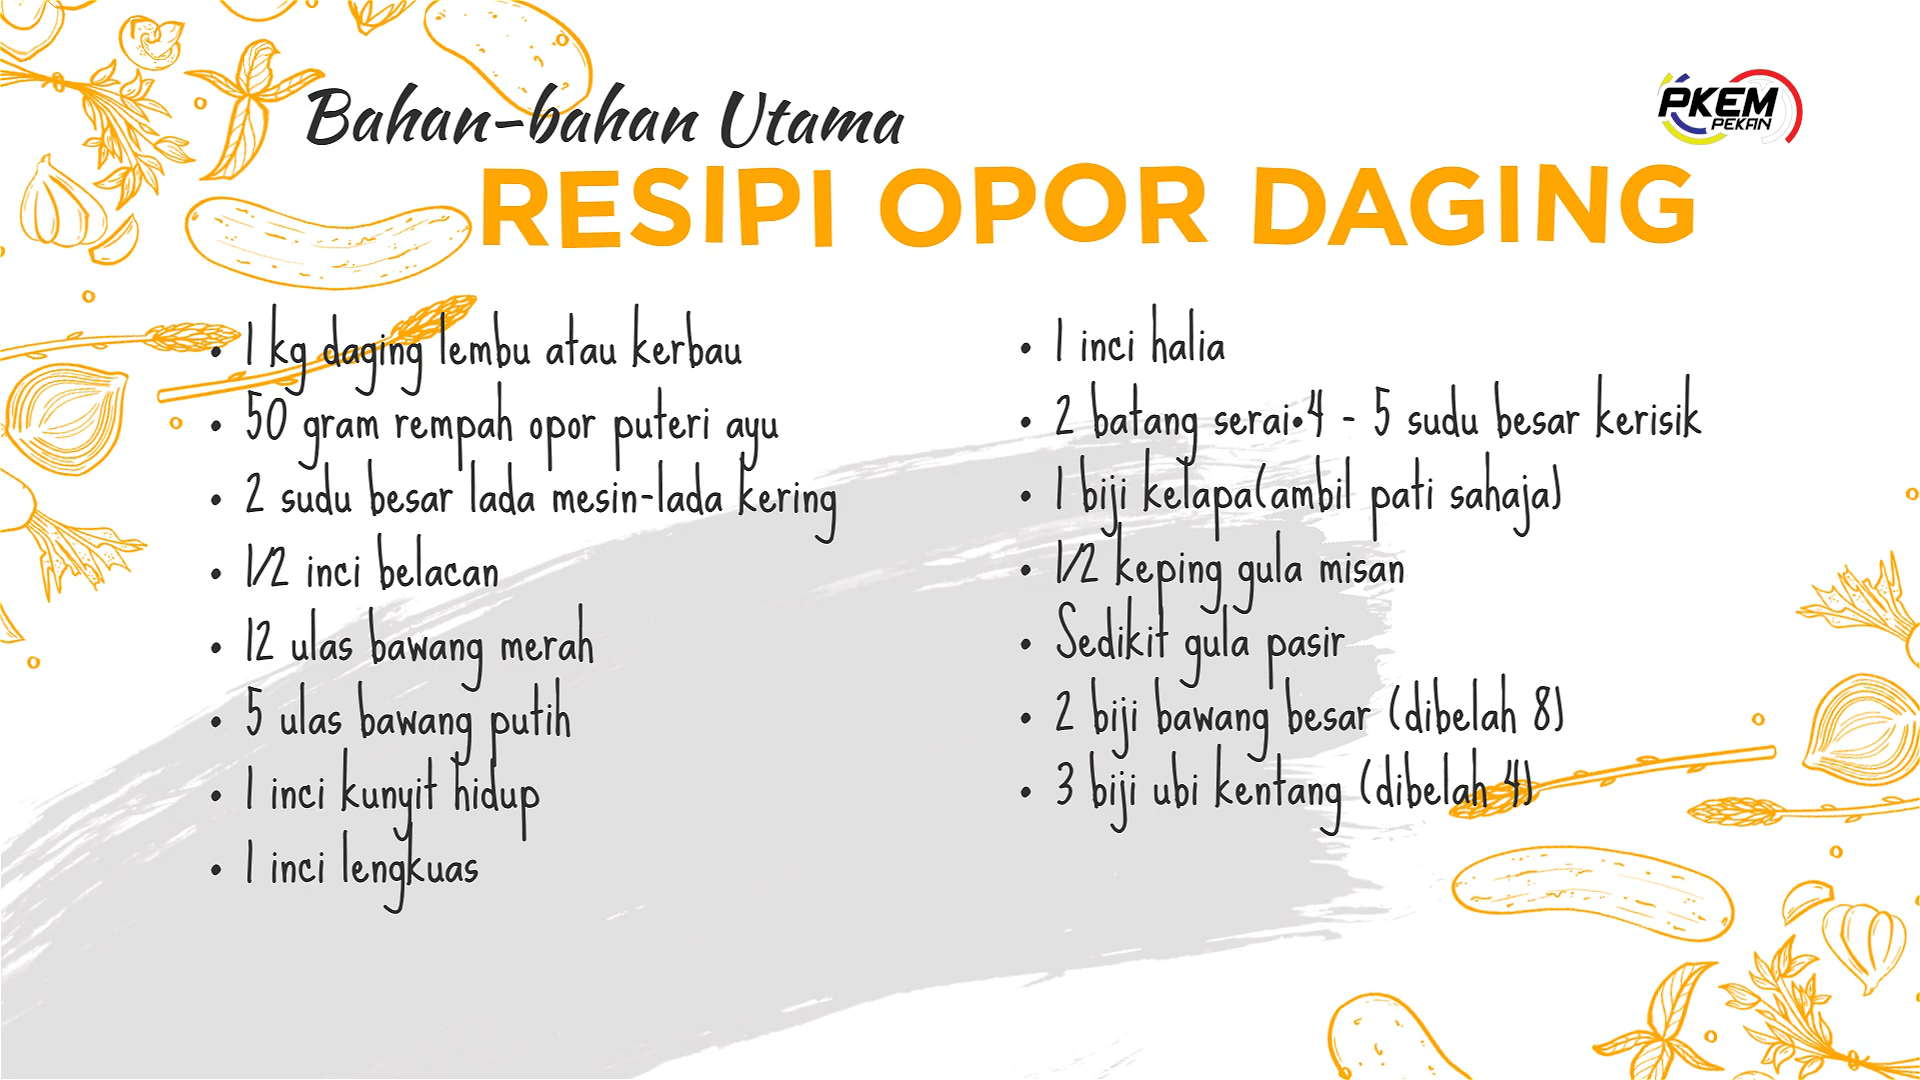 Bahan-bahan Utama
PKEM
PEKAN
RESIPI OPOR DAGING
• 1 kg daging lembu atau kerbau
• 50 gram rempah opor puteri ayu
• 2 sudu besar lada mesin-lada kering
• 1/2 inci belacan
• 12 ulas bawang merah
• 5 ulas bawang putih
• 1 inci kunyit hidup
• 1 inci lengkuas
• 1 inci halia
• 2 batang serai•4 - 5 sudu besar kerisik
• 1 biji kelapa(ambil pati sahaja)
• 1/2 keping gula misan
• Sedikit gula pasir
• 2 biji bawang besar (dibelah 8)
• 3 biji ubi kentang (dibelah 4)